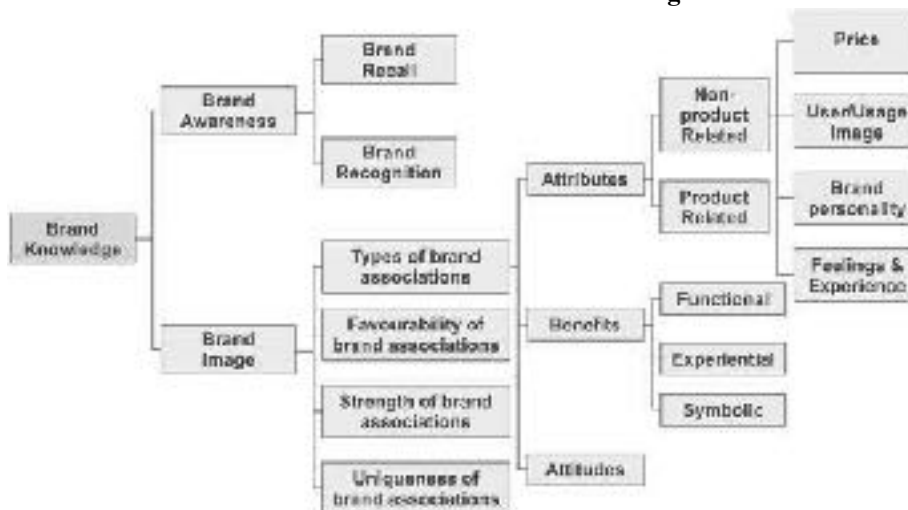 Brand
Knowledge
Brand
Awareness
Brand
Image
Brand
Recall
Brand
Recognition
Types of brand
associations
Favourability of
brand associations
Strength of brand
associations
Uniqueness of
brand associations
Attributes
Benefits
Attitudes
Non-
product
Related
Product
Related
Functional
Experiential
Symbolic
Price
User/Usage
Image
Brand
personality
Feelings &
Experience